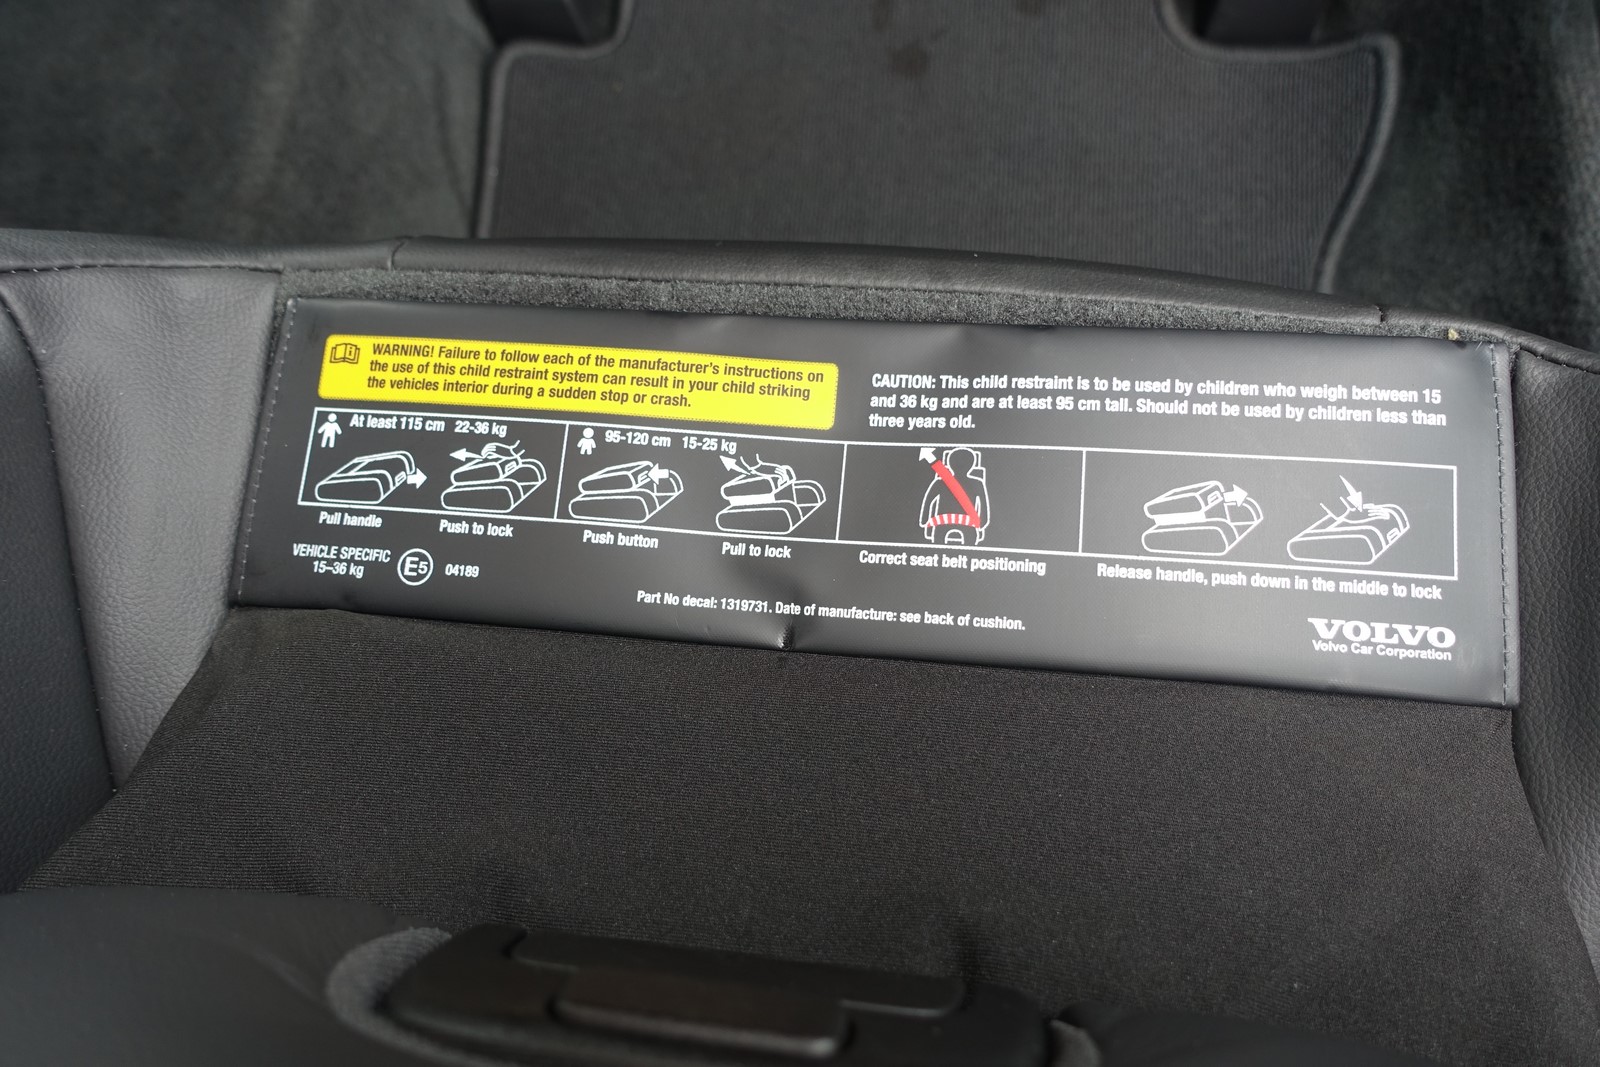 WARNING! Failure to follow each of the manufacturer's instructions on
the use of this child restraint system can result in your child striking
the vehicles interior during a sudden stop or crash.
CAUTION: This child restraint is to be used by children who weigh between 15
and 36 kg and are at least 95 cm tall. Should not be used by children less than
three years old.
At least 115 cm 22-36 kg
95-120 cm 15-25 kg
Pull handle
Push to lock
Push button
Pull to lock
Correct seat belt positioning
Release handle, push down in the middle to lock
VEHICLE SPECIFIC
15–36 kg
E5
04189
Part No decal: 1319731. Date of manufacture: see back of cushion.
VOLVO
Volvo Car Corporation